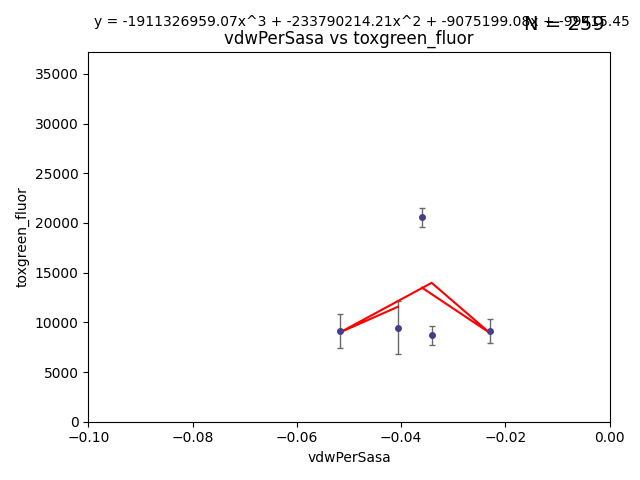 y = -1911326959.07x^3 + -233790214.21x^2 + -9075199.08x + -99415.45
N = 259
vdwPerSasa vs toxgreen_fluor
35000
30000
25000
20000
15000
10000
5000
0
toxgreen_fluor
−0.10 −0.08 −0.06 −0.04 −0.02 0.00
vdwPerSasa